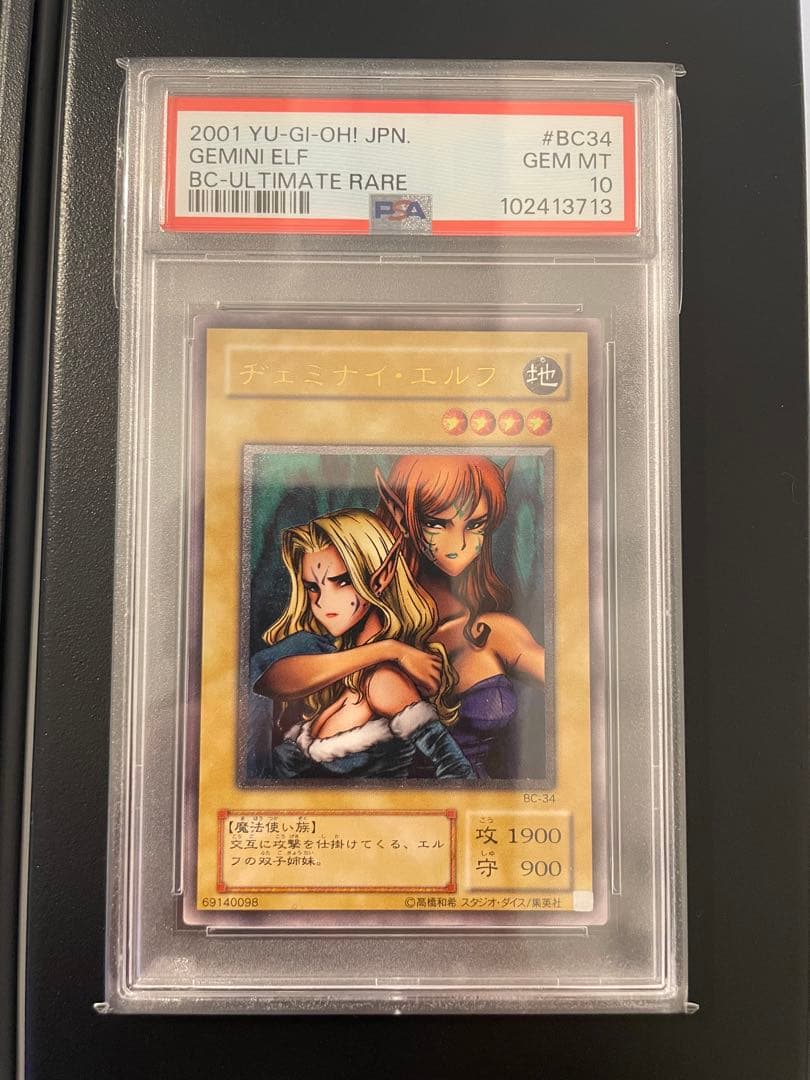 2001 YU-GI-OH! JPN. #BC34
GEMINI ELF GEM MT
BC-ULTIMATE RARE 10
PSA 102413713
ヂェミナイ・エルフ 地
BC-34
【魔法使い族】
交互に攻撃を仕掛けてくる、エル
フの双子姉妹。
攻 1900
守 900
69140098 ©高橋和希 スタジオ・ダイス/集英社